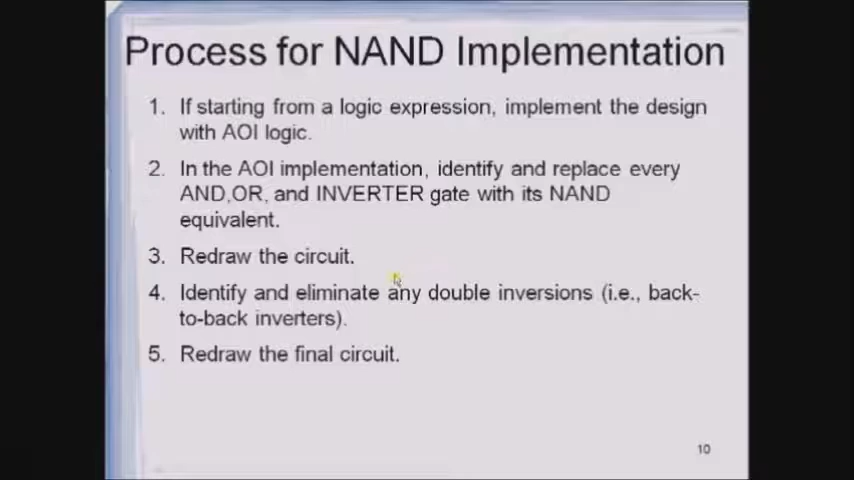 Process for NAND Implementation
1. If starting from a logic expression, implement the design
with AOI logic.
2. In the AOI implementation, identify and replace every
AND,OR, and INVERTER gate with its NAND
equivalent.
3. Redraw the circuit.
4. Identify and eliminate any double inversions (i.e., back-
to-back inverters).
5. Redraw the final circuit.
10